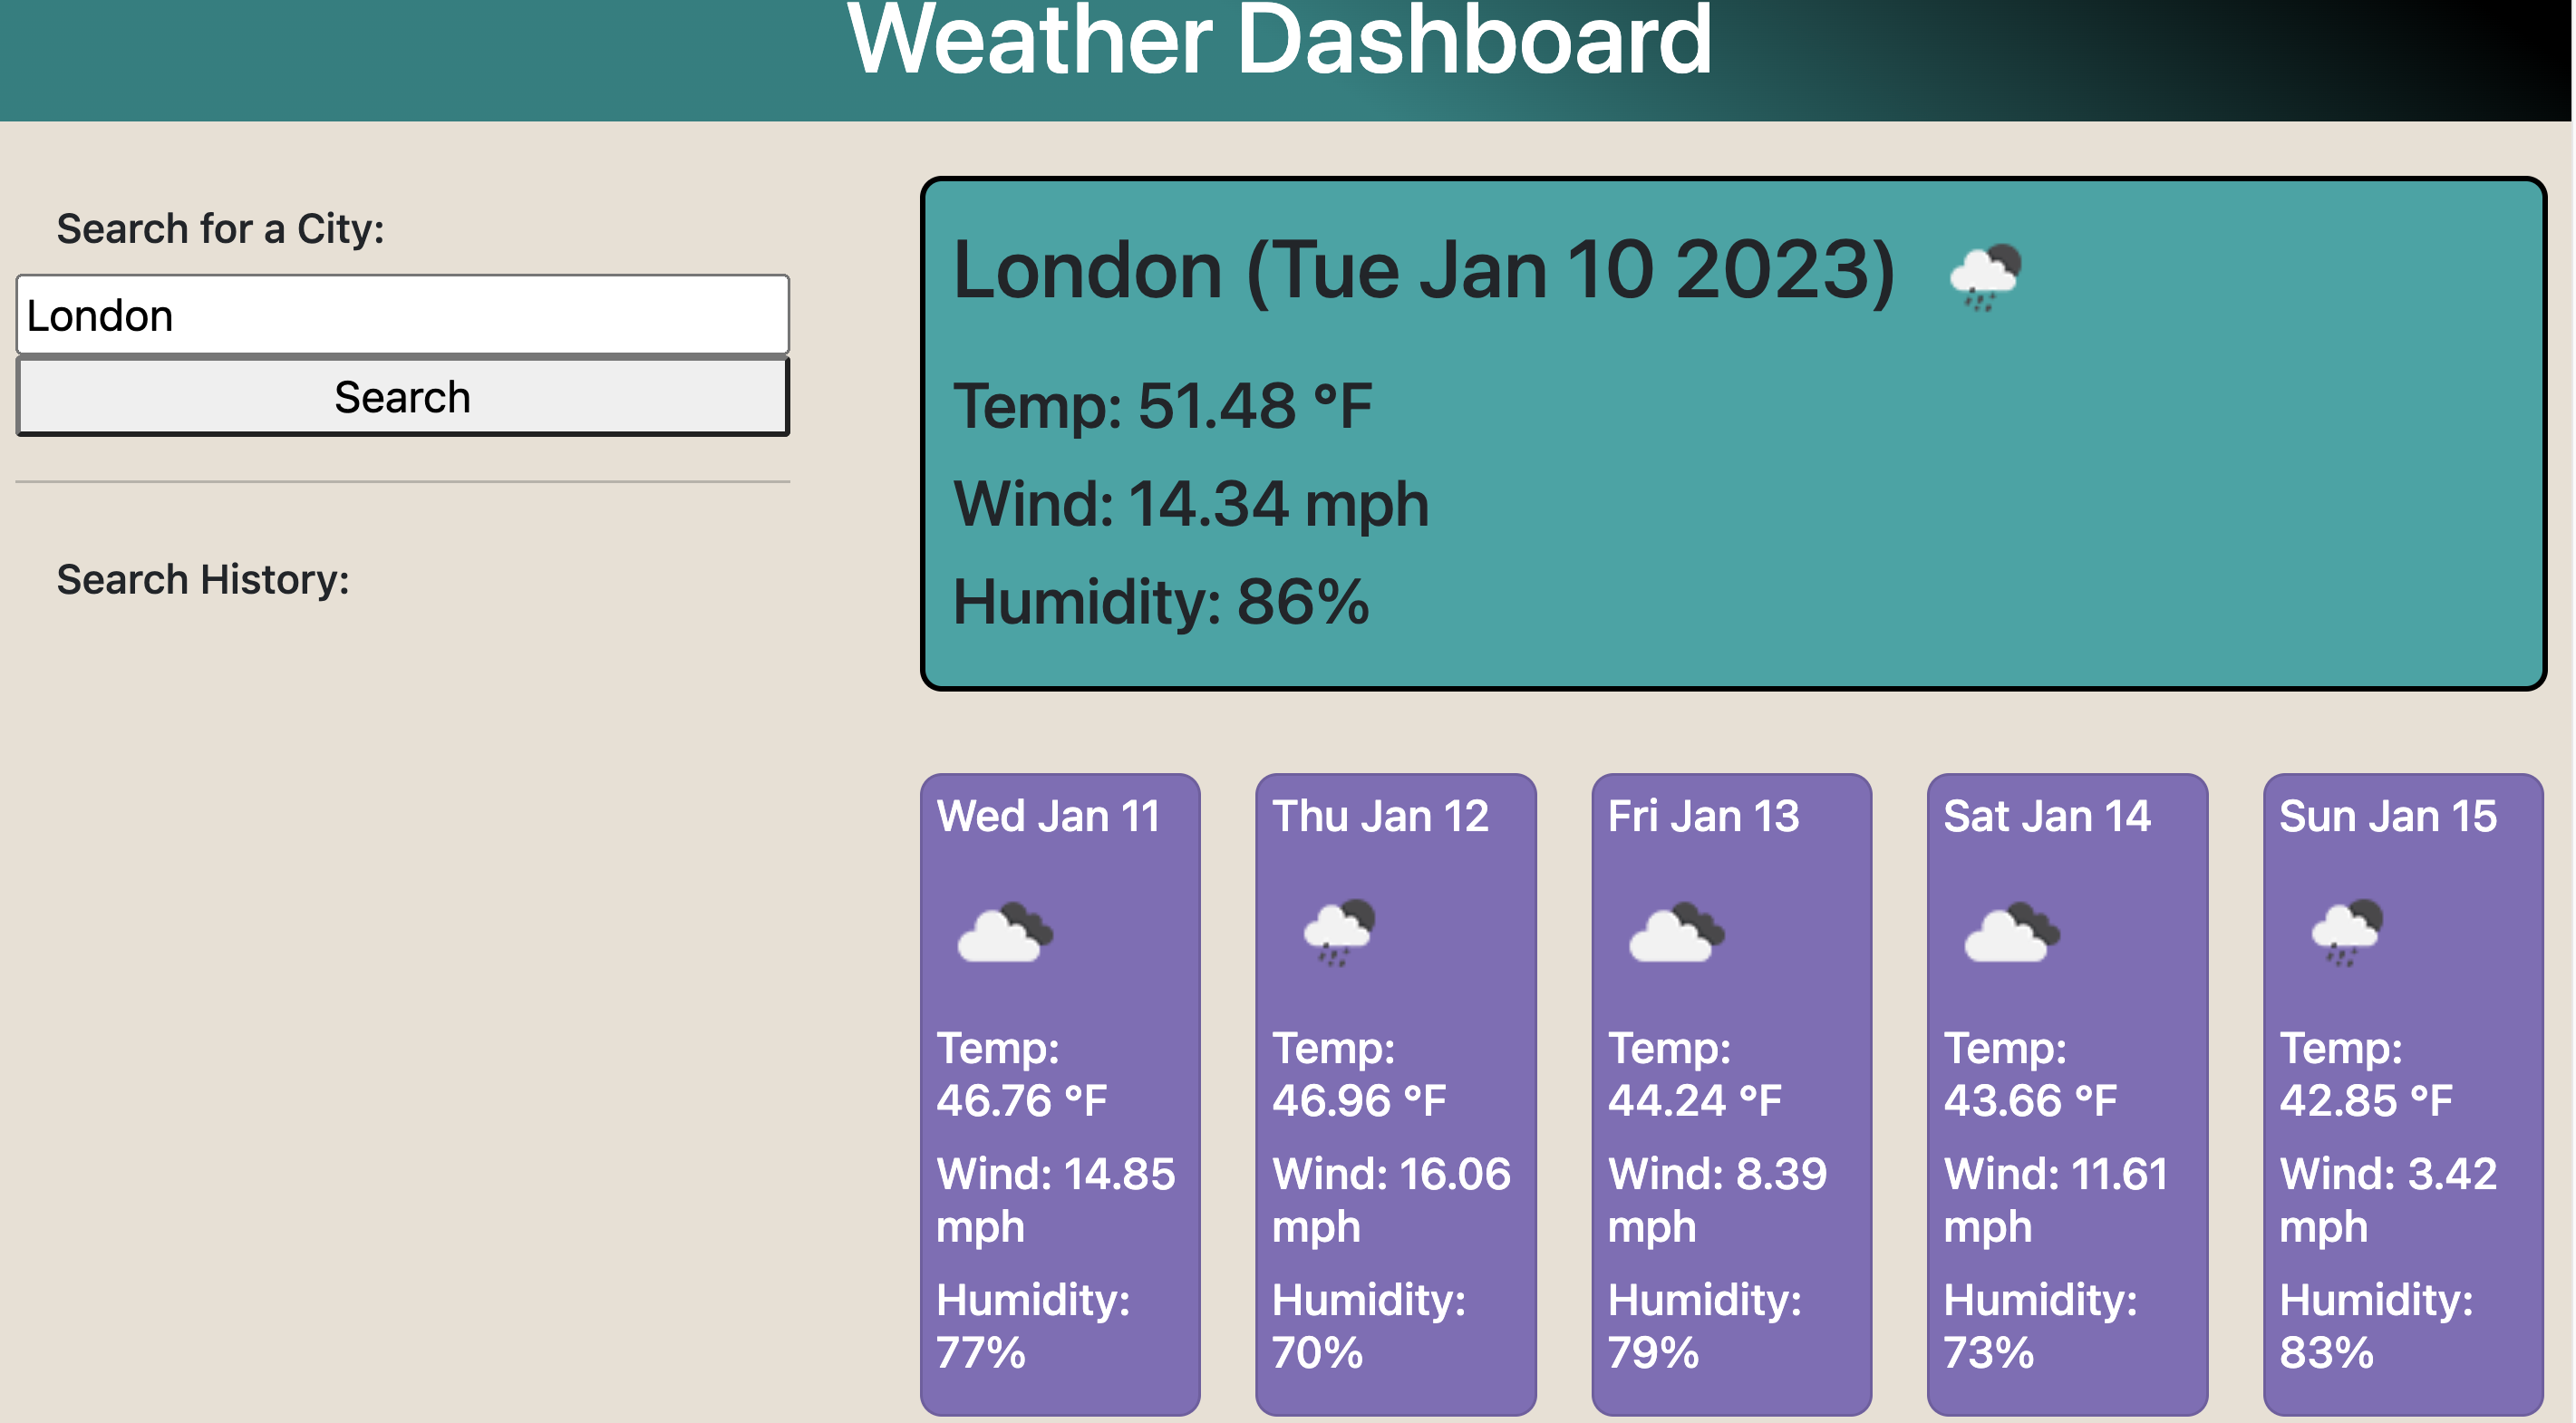 Weather Dashboard
Search for a City:
London
Search
Search History:
London (Tue Jan 10 2023)
Temp: 51.48 °F
Wind: 14.34 mph
Humidity: 86%
Wed Jan 11
Temp:
46.76 °F
Wind: 14.85
mph
Humidity:
77%
Thu Jan 12
Temp:
46.96 °F
Wind: 16.06
mph
Humidity:
70%
Fri Jan 13
Temp:
44.24 °F
Wind: 8.39
mph
Humidity:
79%
Sat Jan 14
Temp:
43.66 °F
Wind: 11.61
mph
Humidity:
73%
Sun Jan 15
Temp:
42.85 °F
Wind: 3.42
mph
Humidity:
83%